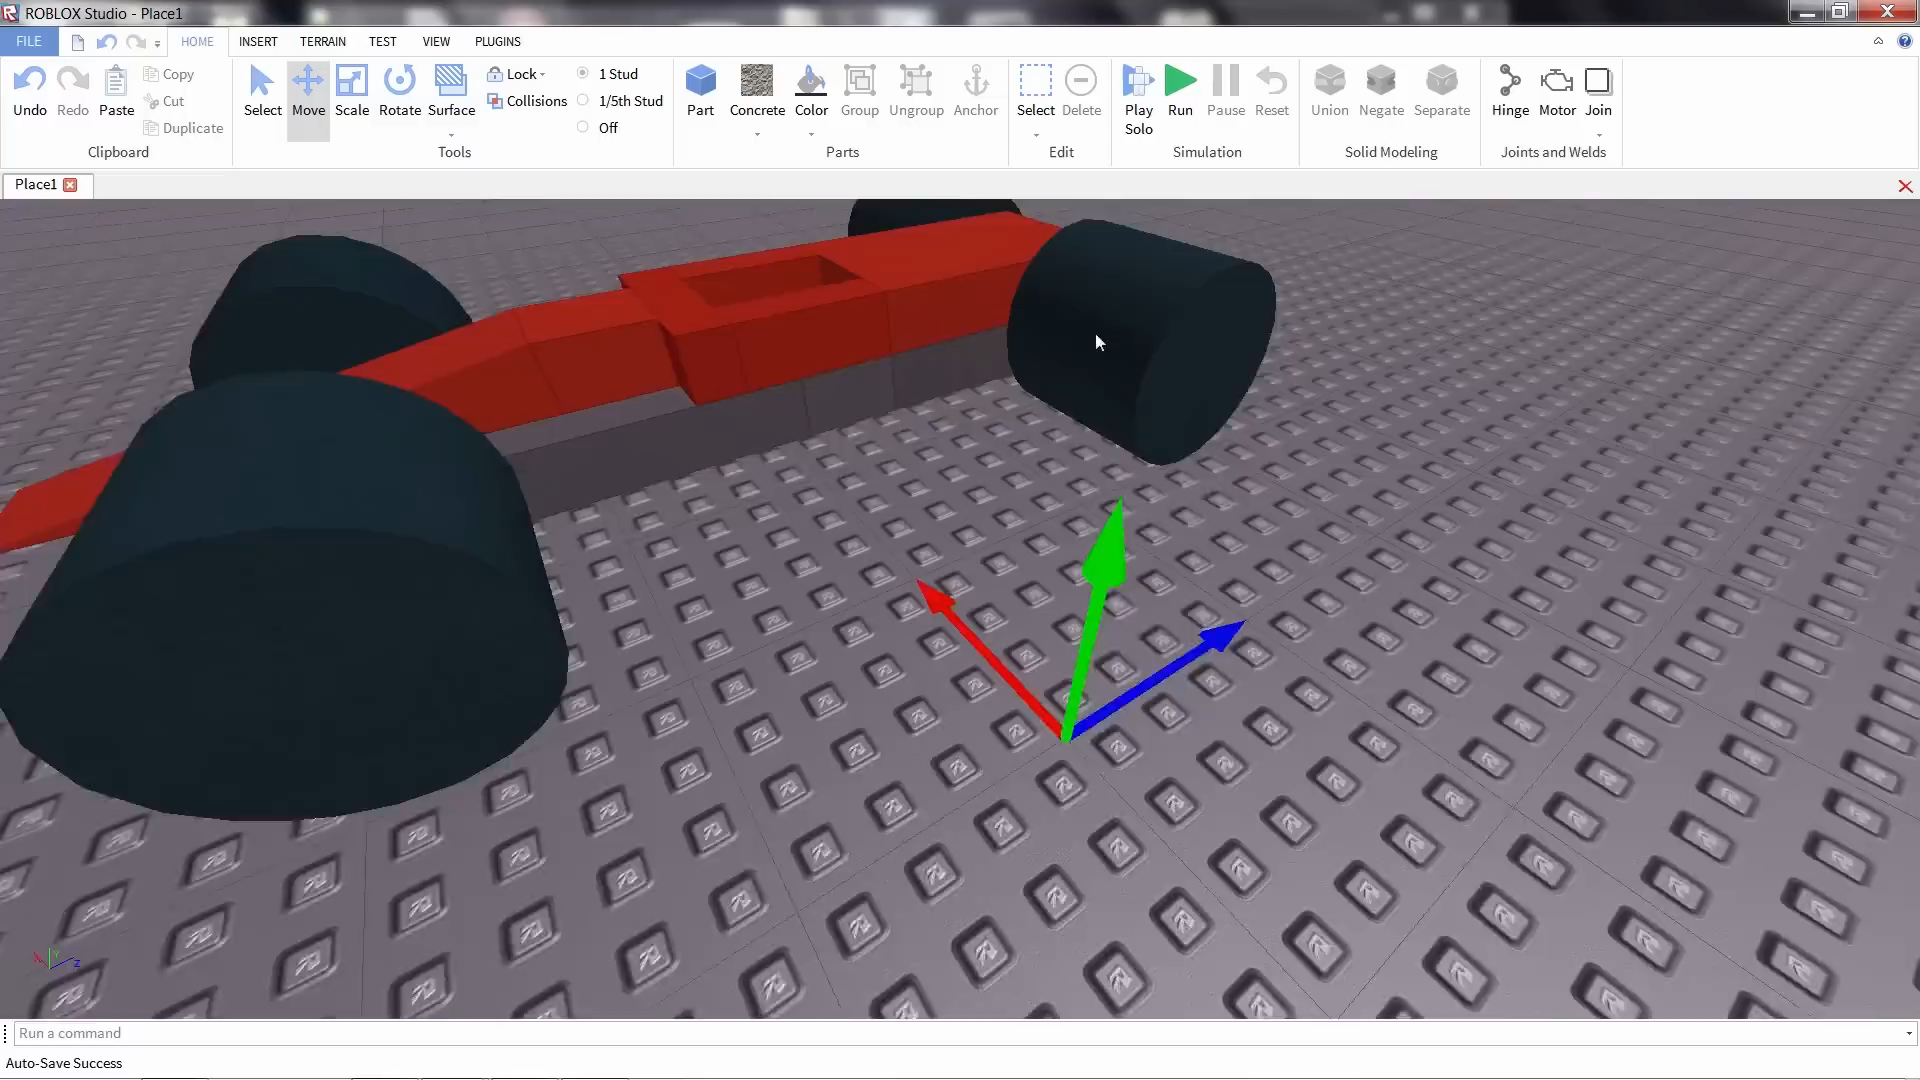 ROBLOX Studio - Place1
FILE HOME INSERT TERRAIN TEST VIEW PLUGINS
Undo Redo Paste Copy Cut Duplicate
Clipboard
Select Move Scale Rotate Surface Lock Collisions 1 Stud 1/5th Stud Off
Tools
Part Concrete Color Group Ungroup Anchor
Parts
Select Delete
Edit
Play Solo Run Pause Reset
Simulation
Union Negate Separate
Solid Modeling
Hinge Motor Join
Joints and Welds
Place1
X Y Z
Run a command
Auto-Save Success